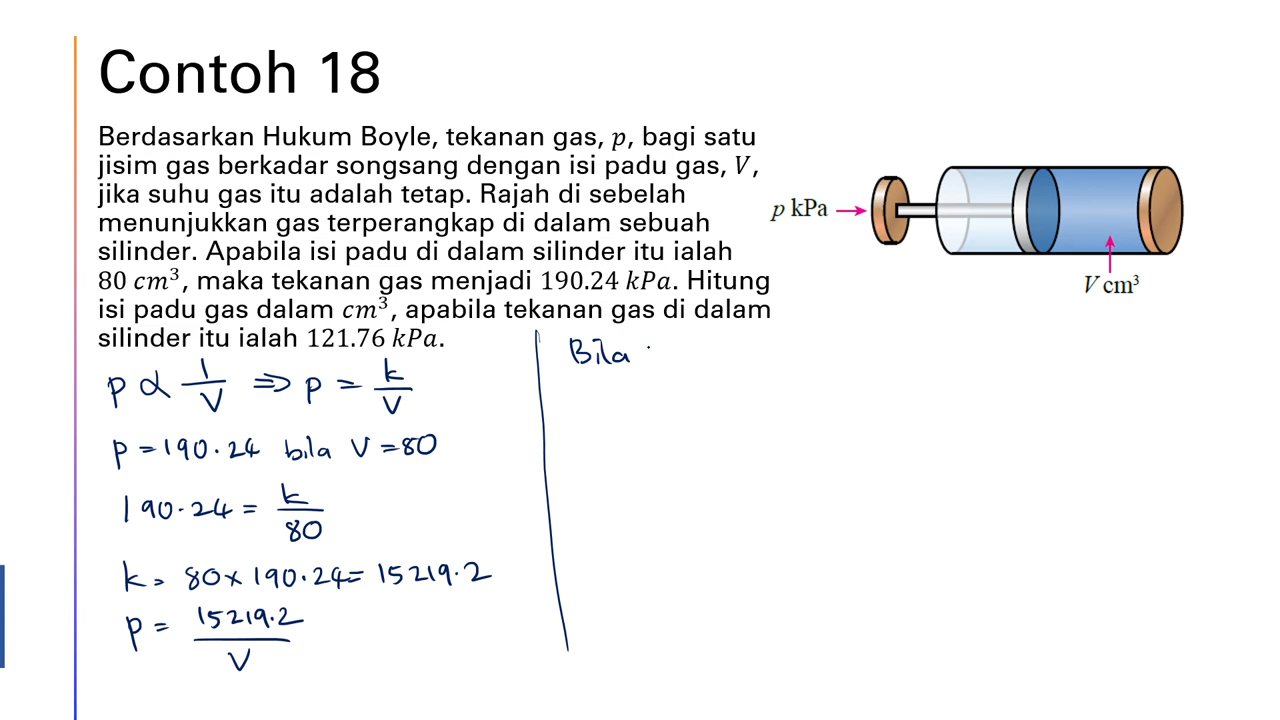 Contoh 18
Berdasarkan Hukum Boyle, tekanan gas, p, bagi satu
jisim gas berkadar songsang dengan isi padu gas, V,
jika suhu gas itu adalah tetap. Rajah di sebelah
menunjukkan gas terperangkap di dalam sebuah
silinder. Apabila isi padu di dalam silinder itu ialah
80 cm³, maka tekanan gas menjadi 190.24 kPa. Hitung
isi padu gas dalam cm³, apabila tekanan gas di dalam
silinder itu ialah 121.76 kPa.
p kPa
V cm³
p ∝ 1/V ⇒ p = k/V
p = 190.24 bila V = 80
190.24 = k/80
k = 80 × 190.24 = 15219.2
p = 15219.2/V
Bila